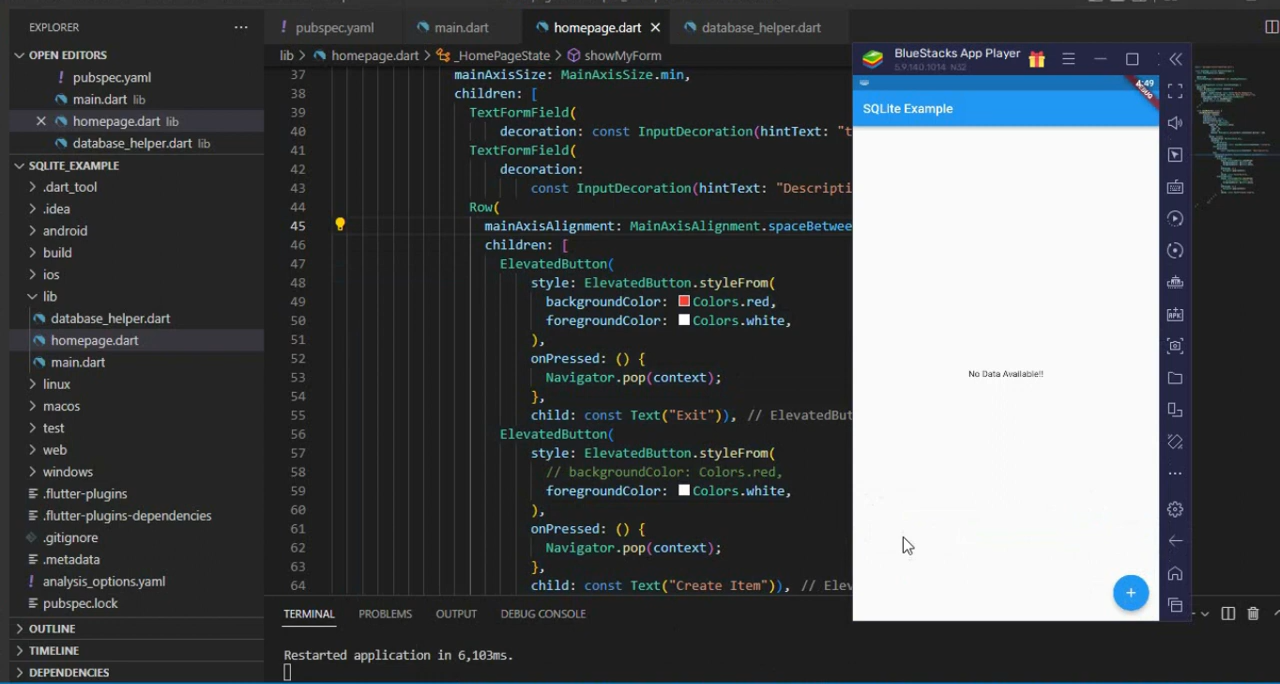 EXPLORER
OPEN EDITORS
! pubspec.yaml
main.dart lib
homepage.dart lib
database_helper.dart lib
SQLITE_EXAMPLE
.dart_tool
.idea
android
build
ios
lib
database_helper.dart
homepage.dart
main.dart
linux
macos
test
web
windows
.flutter-plugins
.flutter-plugins-dependencies
.gitignore
.metadata
! analysis_options.yaml
pubspec.lock
OUTLINE
TIMELINE
DEPENDENCIES
! pubspec.yaml main.dart homepage.dart database_helper.dart
lib > homepage.dart > _HomePageState > showMyForm
37 mainAxisSize: MainAxisSize.min,
38 children: [
39 TextFormField(
40 decoration: const InputDecoration(hintText: "t
41 TextFormField(
42 decoration:
43 const InputDecoration(hintText: "Descripti
44 Row(
45 mainAxisAlignment: MainAxisAlignment.spaceBetwee
46 children: [
47 ElevatedButton(
48 style: ElevatedButton.styleFrom(
49 backgroundColor: Colors.red,
50 foregroundColor: Colors.white,
51 ),
52 onPressed: () {
53 Navigator.pop(context);
54 },
55 child: const Text("Exit")), // ElevatedBut
56 ElevatedButton(
57 style: ElevatedButton.styleFrom(
58 // backgroundColor: Colors.red,
59 foregroundColor: Colors.white,
60 ),
61 onPressed: () {
62 Navigator.pop(context);
63 },
64 child: const Text("Create Item")), // Elev
TERMINAL PROBLEMS OUTPUT DEBUG CONSOLE
Restarted application in 6,103ms.
BlueStacks App Player
5.9.140.1014 N32
:49
SQLite Example
No Data Available!!
+